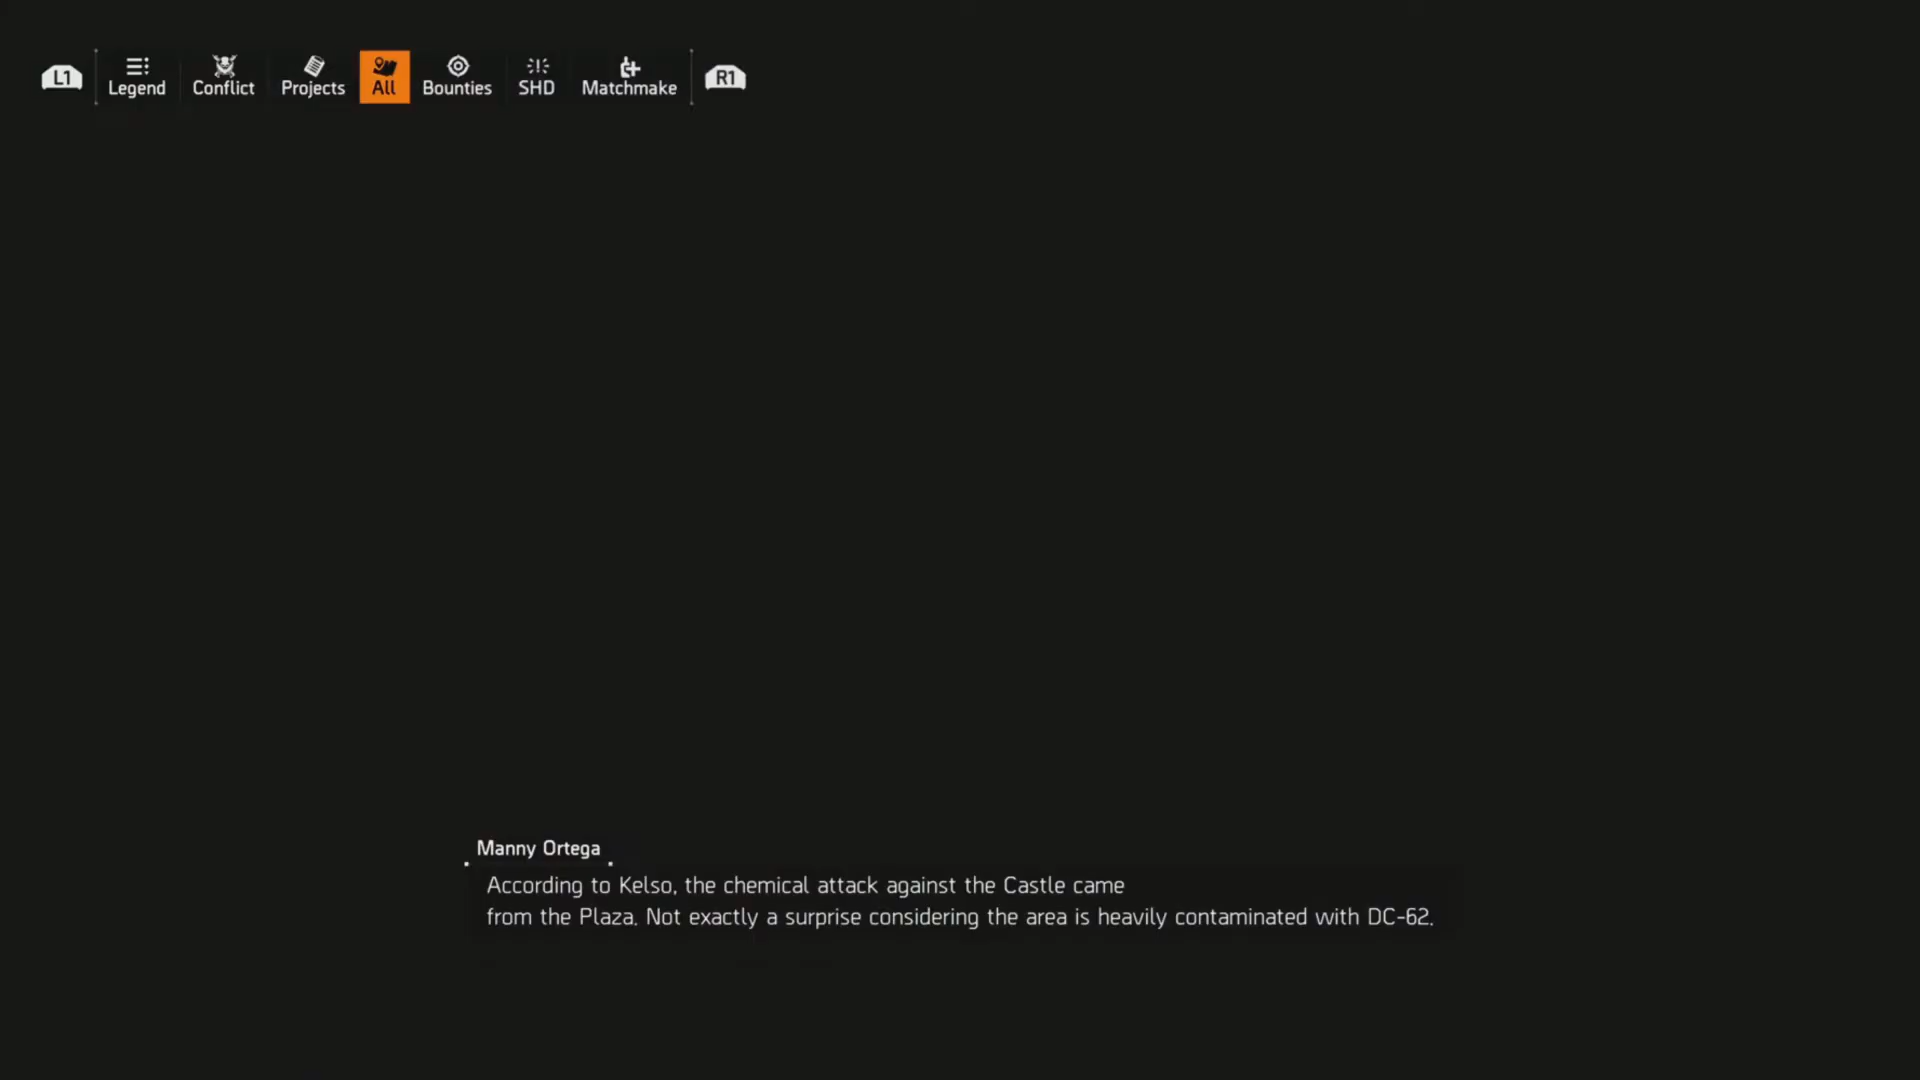 L1
Legend
Conflict
Projects
All
Bounties
SHD
Matchmake
R1
Manny Ortega
According to Kelso, the chemical attack against the Castle came
from the Plaza. Not exactly a surprise considering the area is heavily contaminated with DC-62.